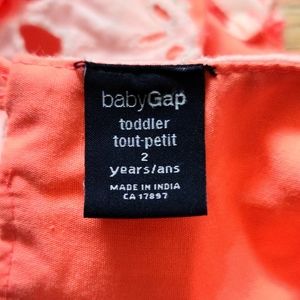 babyGap
toddler
tout-petit
2
years/ans
MADE IN INDIA
CA 17897